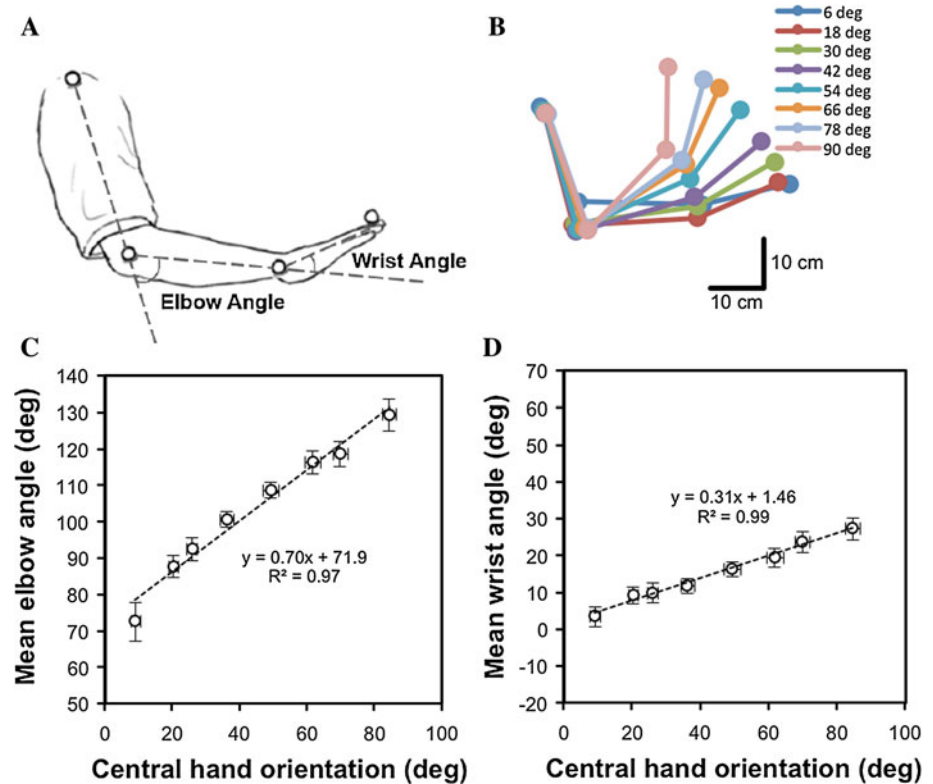 A
Wrist Angle
Elbow Angle
B
6 deg
18 deg
30 deg
42 deg
54 deg
66 deg
78 deg
90 deg
10 cm
10 cm
C
Mean elbow angle (deg)
140
130
120
110
100
90
80
70
60
50
y = 0.70x + 71.9
R² = 0.97
0 20 40 60 80 100
Central hand orientation (deg)
D
Mean wrist angle (deg)
70
60
50
40
30
20
10
0
-10
-20
y = 0.31x + 1.46
R² = 0.99
0 20 40 60 80 100
Central hand orientation (deg)